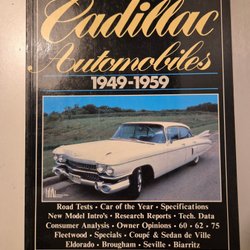 Cadillac
Automobiles
1949-1959
Road Tests • Car of the Year • Specifications
New Model Intro's • Research Reports • Tech. Data
Consumer Analysis • Owner Opinions • 60 • 62 • 75
Fleetwood • Specials • Coupé & Sedan de Ville
Eldorado • Brougham • Seville • Biarritz